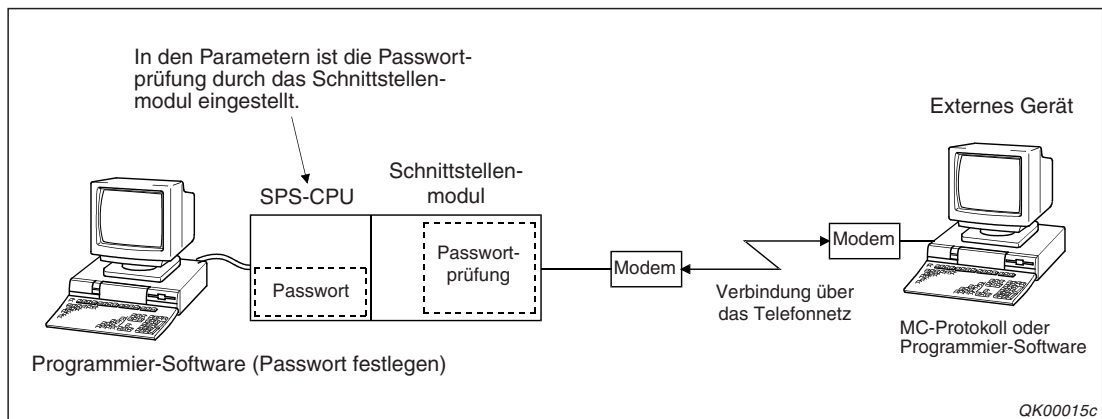 In den Parametern ist die Passwort-
prüfung durch das Schnittstellen-
modul eingestellt.
Externes Gerät
Schnittstellen-
modul
SPS-CPU
Passwort-
prüfung
Passwort
Modem
Modem
Verbindung über
das Telefonnetz
MC-Protokoll oder
Programmier-Software
Programmier-Software (Passwort festlegen)
QK00015c